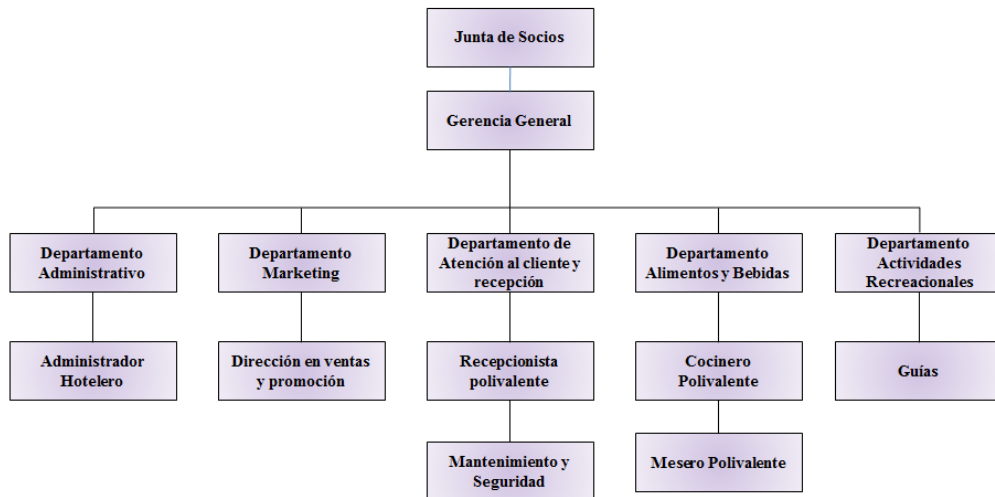 Junta de Socios
Gerencia General
Departamento
Administrativo
Departamento
Marketing
Departamento de
Atención al cliente y
recepción
Departamento
Alimentos y Bebidas
Departamento
Actividades
Recreacionales
Administrador
Hotelero
Dirección en ventas
y promoción
Recepcionista
polivalente
Cocinero
Polivalente
Guías
Mantenimiento y
Seguridad
Mesero Polivalente